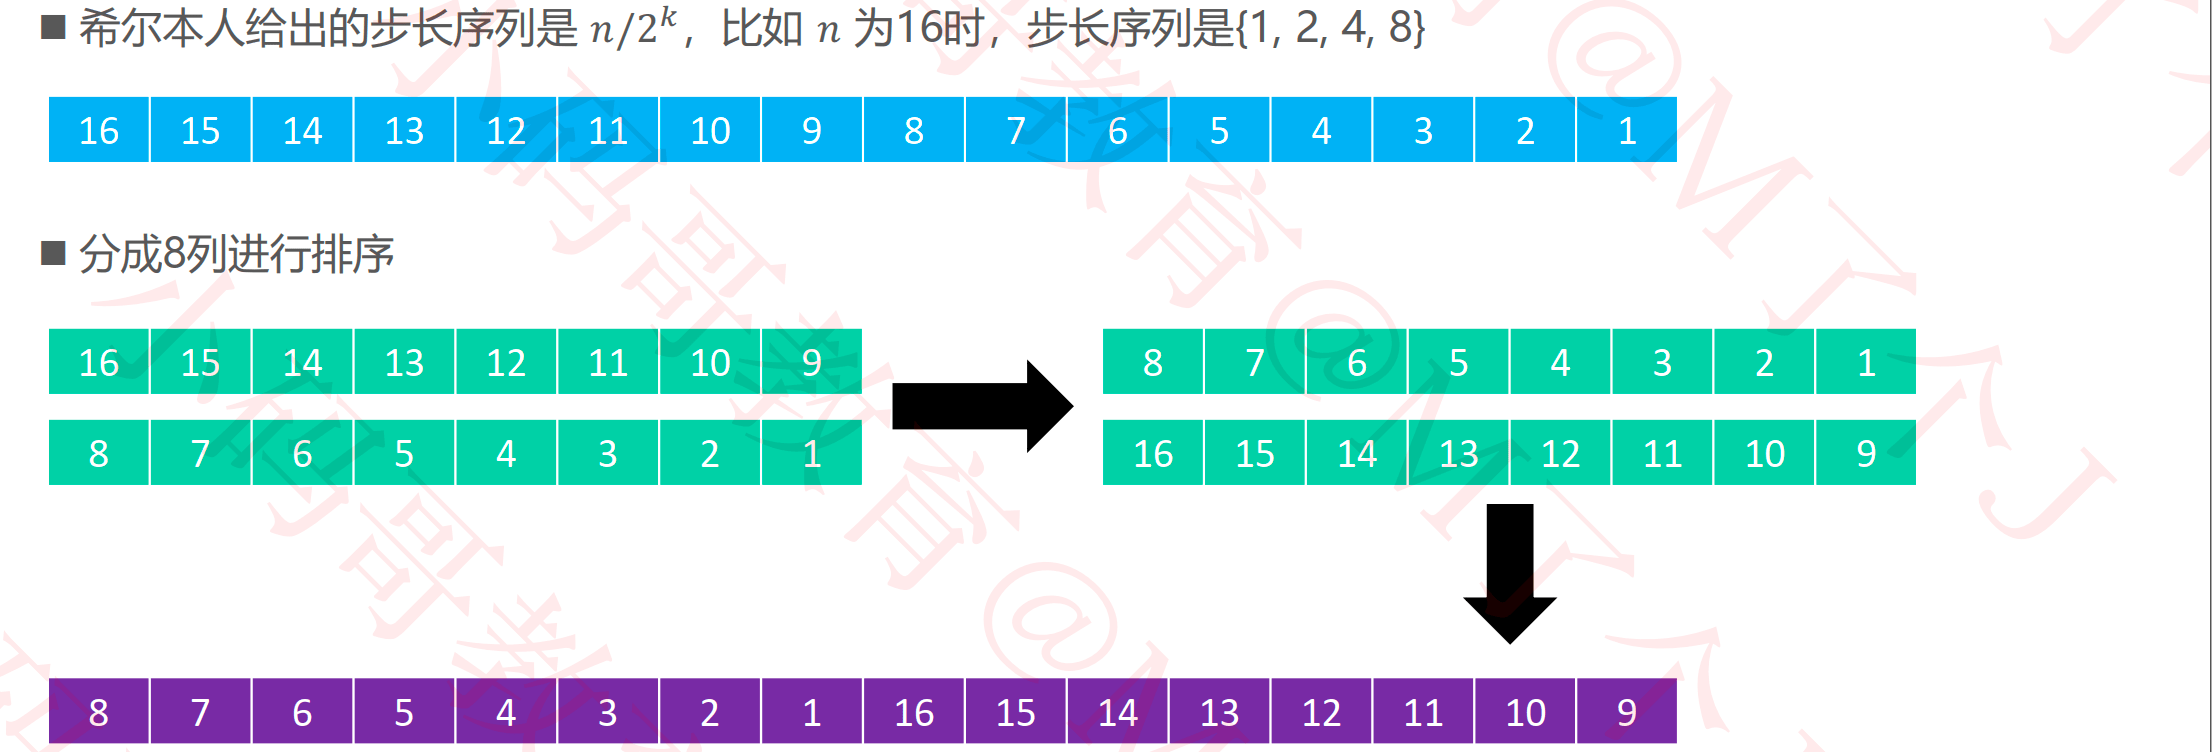 ■ 希尔本人给出的步长序列是 n/2^k，比如 n 为16时，步长序列是{1, 2, 4, 8}
16 15 14 13 12 11 10 9 8 7 6 5 4 3 2 1
■ 分成8列进行排序
16 15 14 13 12 11 10 9
8 7 6 5 4 3 2 1
8 7 6 5 4 3 2 1
16 15 14 13 12 11 10 9
8 7 6 5 4 3 2 1 16 15 14 13 12 11 10 9
小码哥教育@M了个J